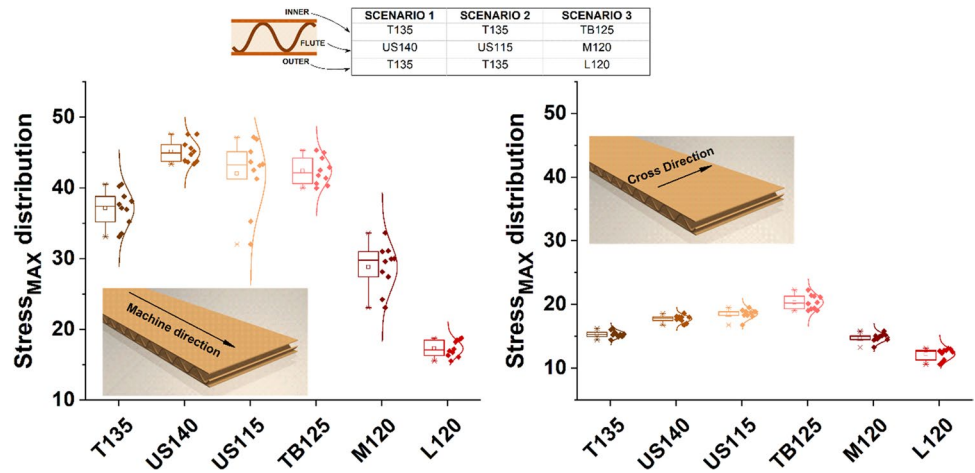 SCENARIO 1 SCENARIO 2 SCENARIO 3
INNER T135 T135 TB125
FLUTE US140 US115 M120
OUTER T135 T135 L120
StressMAX distribution
50
40
30
20
10
Machine direction
T135 US140 US115 TB125 M120 L120
StressMAX distribution
50
40
30
20
10
Cross Direction
T135 US140 US115 TB125 M120 L120